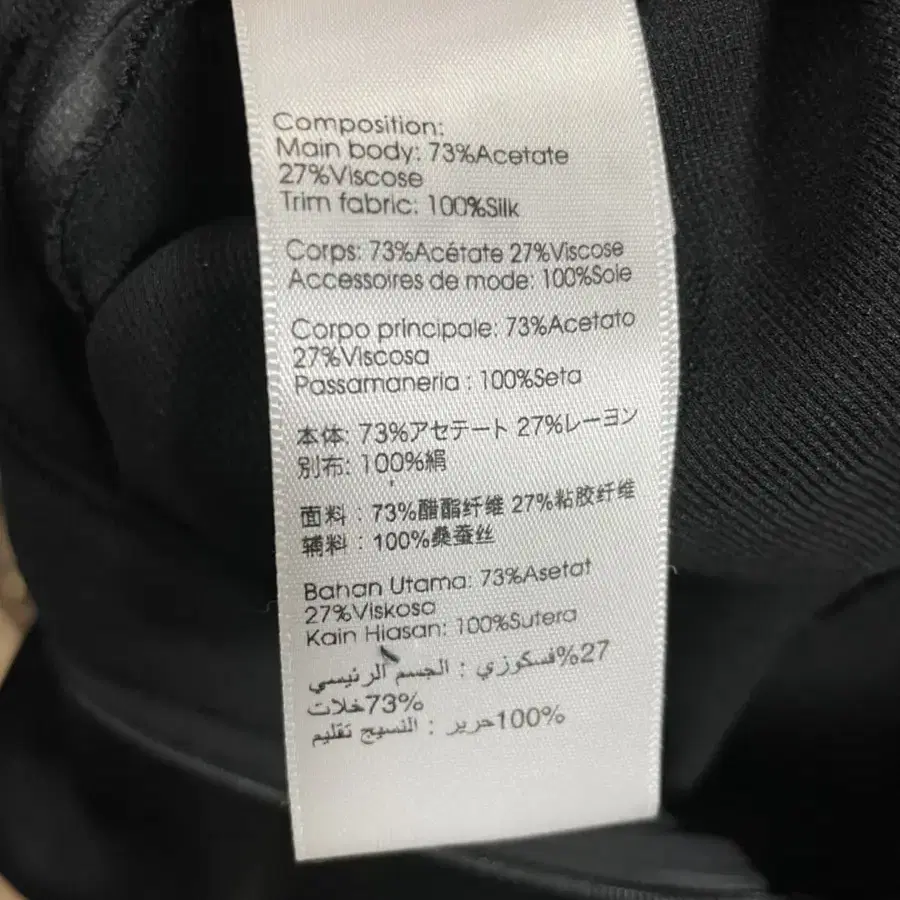 Composition:
Main body: 73%Acetate
27%Viscose
Trim fabric: 100%Silk
Corps: 73%Acétate 27%Viscose
Accessoires de mode: 100%Soie
Corpo principale: 73%Acetato
27%Viscosa
Passamaneria : 100%Seta
本体: 73%アセテート 27%レーヨン
別布: 100%絹
面料 : 73%醋酯纤维 27%粘胶纤维
辅料 : 100%桑蚕丝
Bahan Utama: 73%Asetat
27%Viskosa
Kain Hiasan: 100%Sutera
الجسم الرئيسي : فسكوزي%27
خلات73%
النسيج تقليم : حرير100%